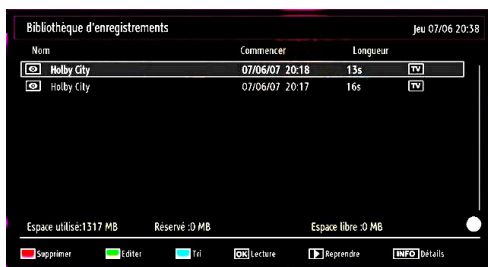 Bibliothèque d'enregistrements Jeu 07/06 20:38
Nom Commencer Longueur
Holby City 07/06/07 20:18 13s TV
Holby City 07/06/07 20:17 16s TV
Espace utilisé:1317 MB Réservé :0 MB Espace libre :0 MB
Supprimer Editer Tri OK Lecture Reprendre INFO Détails